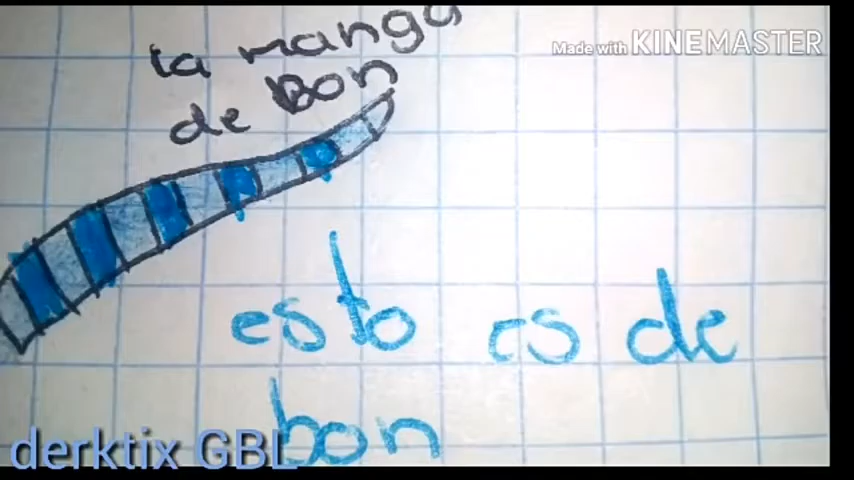 la manga
de Bon
Made with KINEMASTER
esto es de
bon
derktix GBL